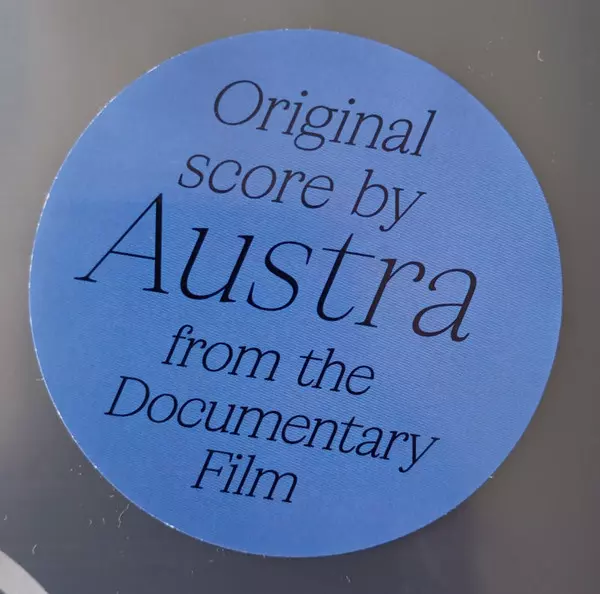 Original
score by
Austra
from the
Documentary
Film